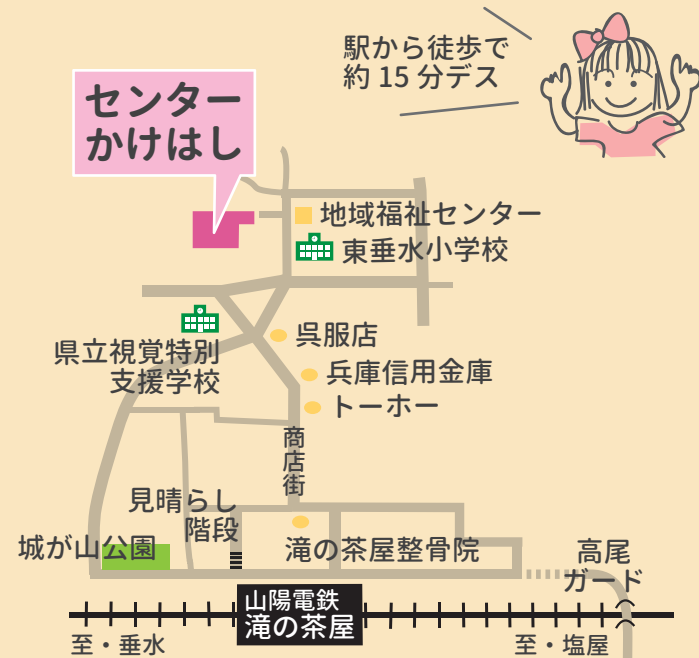 駅から徒歩で
約15分デス
センター
かけはし
地域福祉センター
東垂水小学校
県立視覚特別
支援学校
呉服店
兵庫信用金庫
トーホー
商店街
見晴らし
階段
城が山公園
滝の茶屋整骨院
高尾
ガード
山陽電鉄
滝の茶屋
至・垂水
至・塩屋